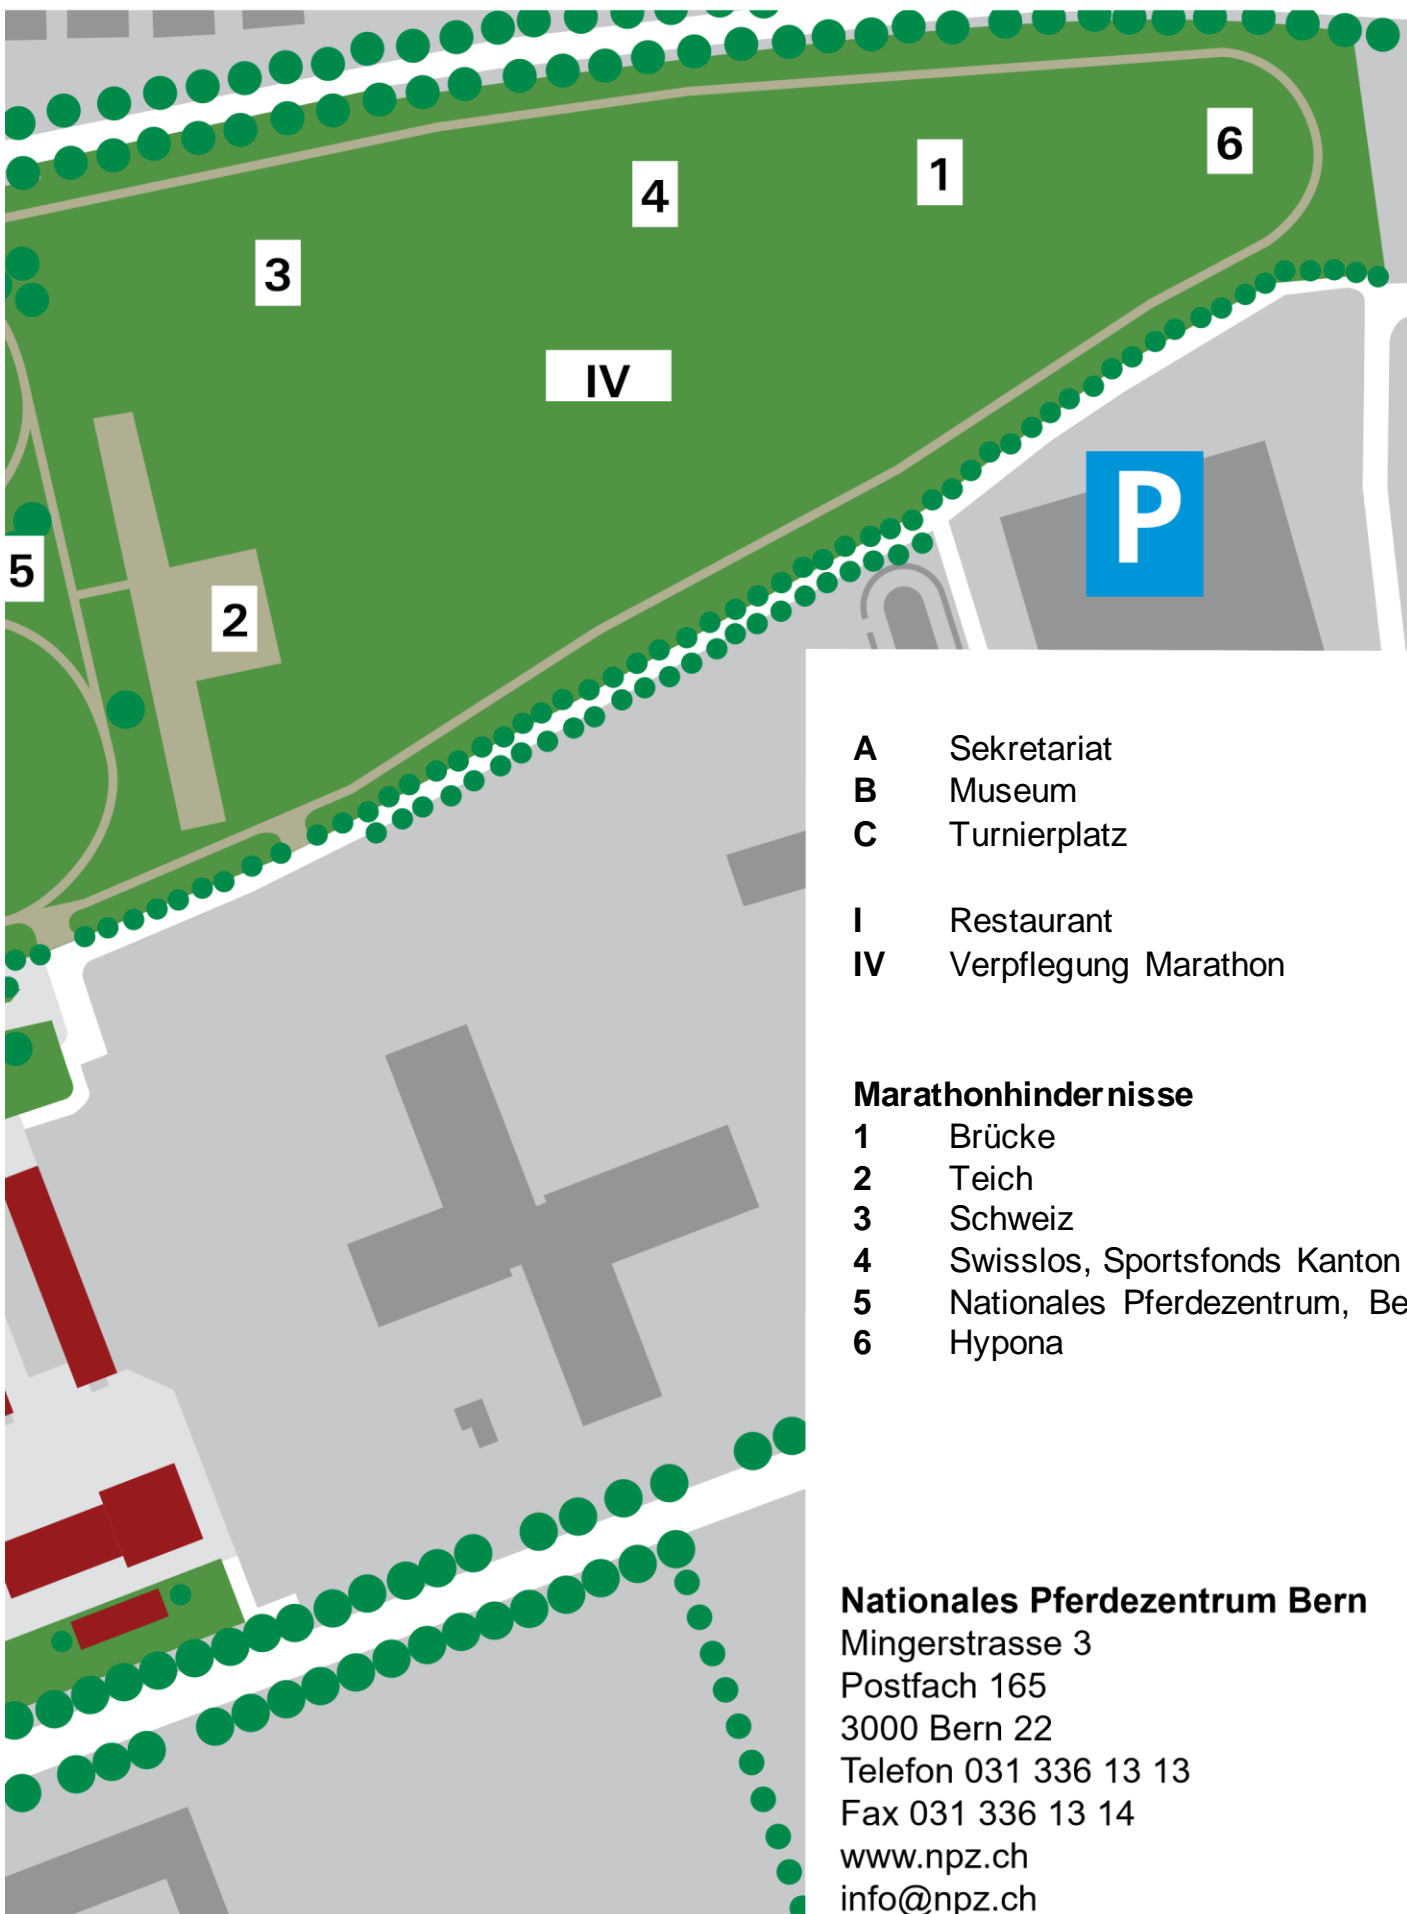 6
1
4
3
IV
P
5
2
A Sekretariat
B Museum
C Turnierplatz
I Restaurant
IV Verpflegung Marathon
Marathonhindernisse
1 Brücke
2 Teich
3 Schweiz
4 Swisslos, Sportsfonds Kanton
5 Nationales Pferdezentrum, Be
6 Hypona
Nationales Pferdezentrum Bern
Mingerstrasse 3
Postfach 165
3000 Bern 22
Telefon 031 336 13 13
Fax 031 336 13 14
www.npz.ch
info@npz.ch